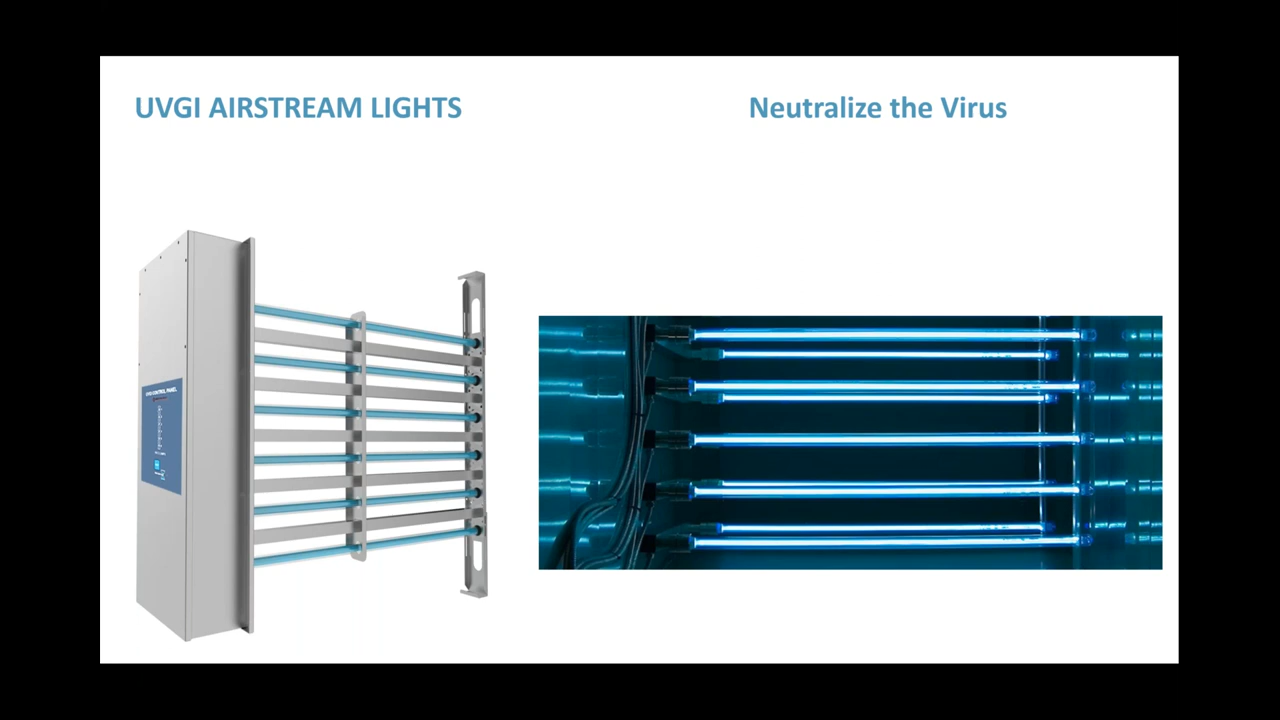 UVGI AIRSTREAM LIGHTS
Neutralize the Virus
UVGI CONTROL PANEL